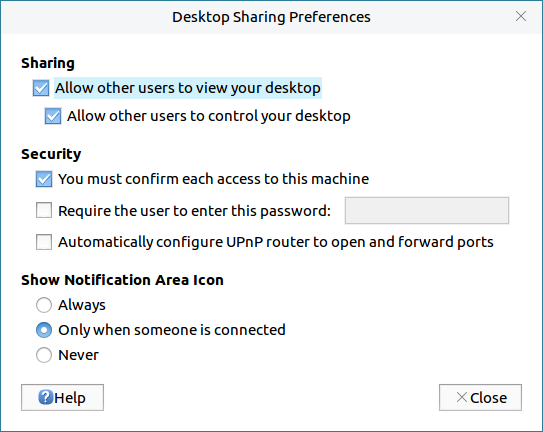 Desktop Sharing Preferences
Sharing
Allow other users to view your desktop
Allow other users to control your desktop
Security
You must confirm each access to this machine
Require the user to enter this password:
Automatically configure UPnP router to open and forward ports
Show Notification Area Icon
Always
Only when someone is connected
Never
Help
Close